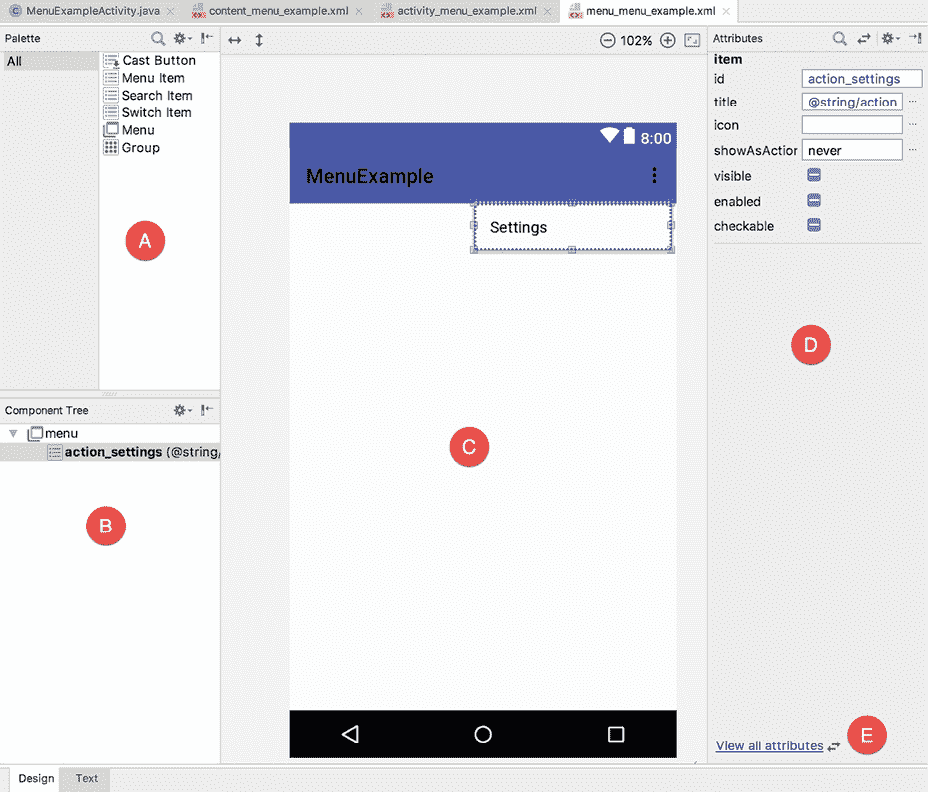 MenuExampleActivity.java content_menu_example.xml activity_menu_example.xml menu_menu_example.xml
Palette
All
Cast Button
Menu Item
Search Item
Switch Item
Menu
Group
A
Component Tree
menu
action_settings (@string/
B
102%
8:00
MenuExample
Settings
C
Attributes
item
id action_settings
title @string/action
icon
showAsAction never
visible
enabled
checkable
D
View all attributes
E
Design Text